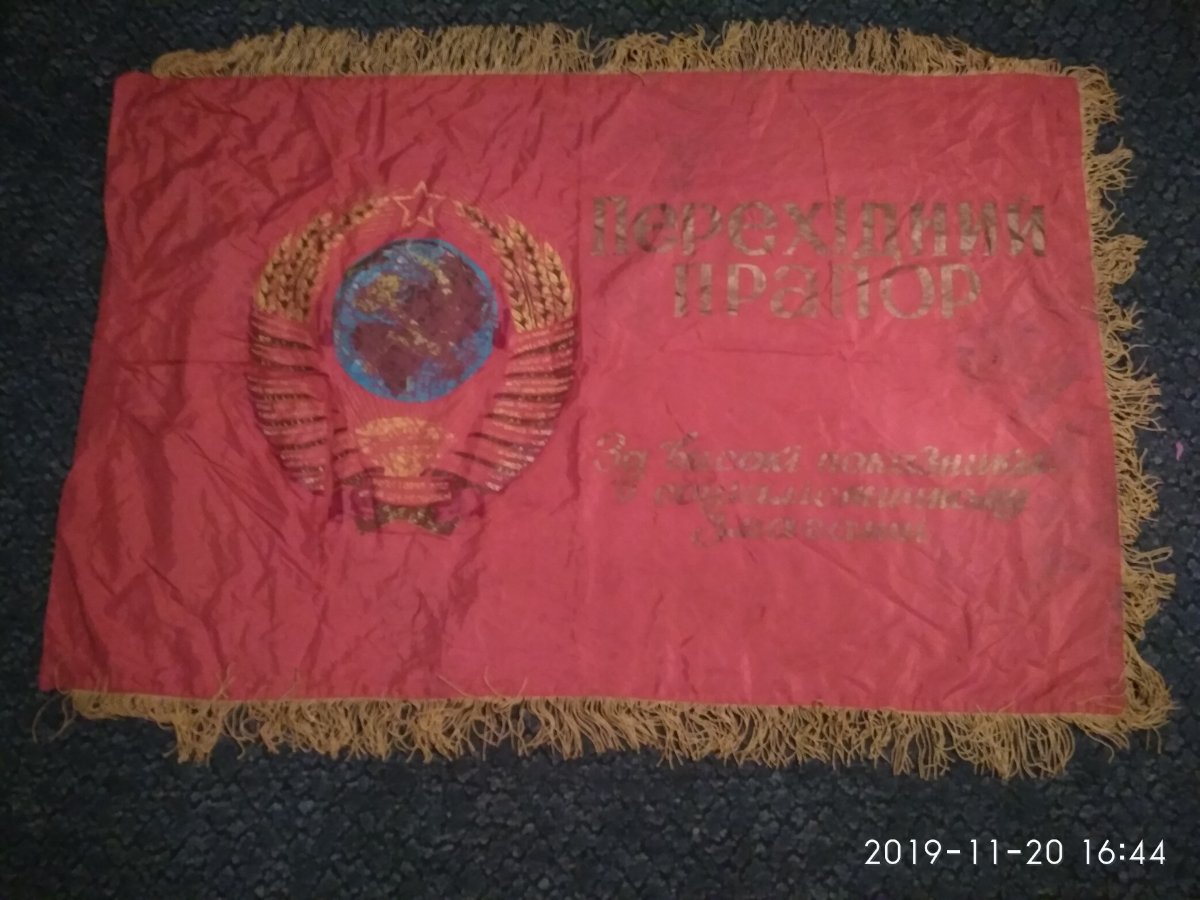 Перехідний
прапор
За високі показники
в соціалістичному
змаганні
2019-11-20 16:44